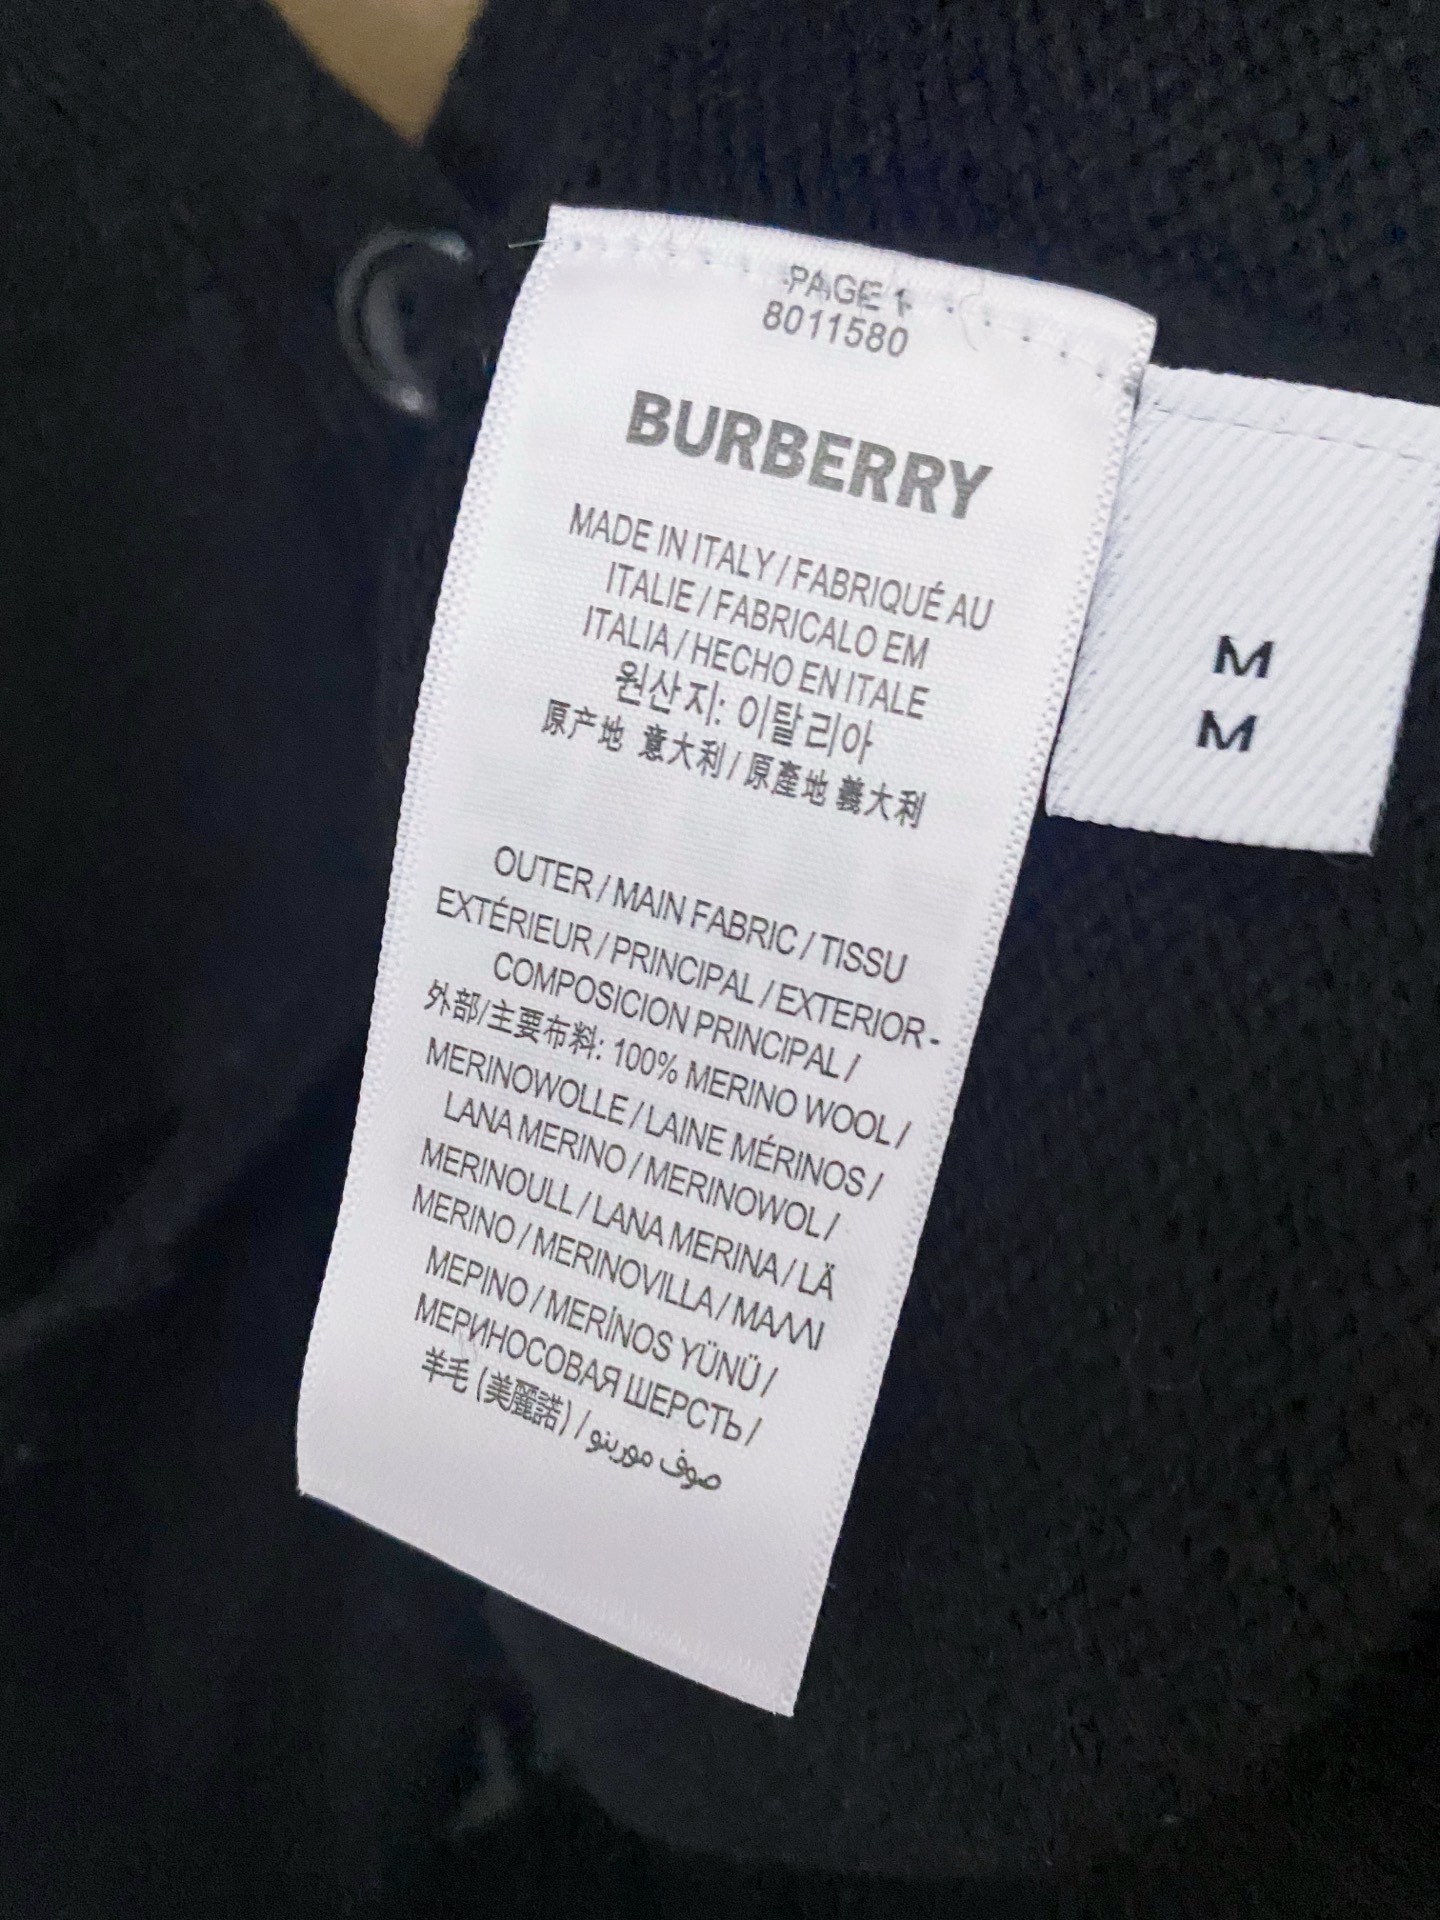 PAGE 1
8011580
BURBERRY
MADE IN ITALY / FABRIQUÉ AU
ITALIE / FABRICALO EM
ITALIA / HECHO EN ITALE
원산지: 이탈리아
原产地 意大利 / 原產地 義大利
OUTER / MAIN FABRIC / TISSU
EXTÉRIEUR / PRINCIPAL / EXTERIOR -
COMPOSICION PRINCIPAL /
外部/主要布料: 100% MERINO WOOL /
MERINOWOLLE / LAINE MÉRINOS /
LANA MERINO / MERINOWOL /
MERINOULL / LANA MERINA / LÃ
MERINO / MERINOVILLA / ΜΑΛΛΙ
ΜΕΡΙΝΟ / MERİNOS YÜNÜ /
МЕРИНОСОВАЯ ШЕРСТЬ /
羊毛 (美麗諾) / صوف مورينو
M
M